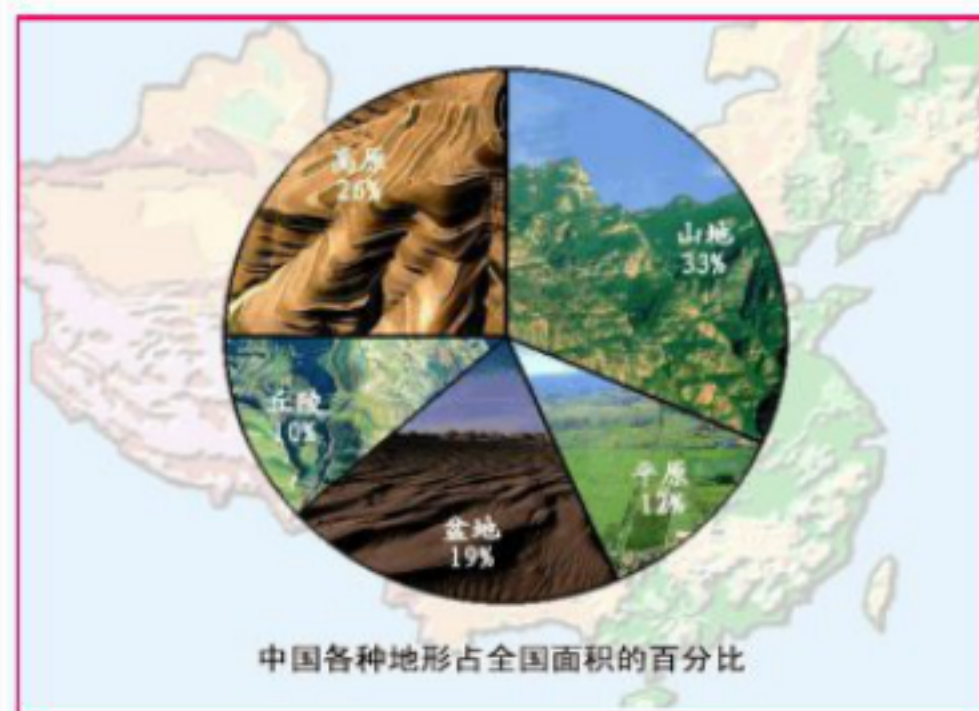 高原
26%
山地
33%
丘陵
10%
平原
12%
盆地
19%
中国各种地形占全国面积的百分比